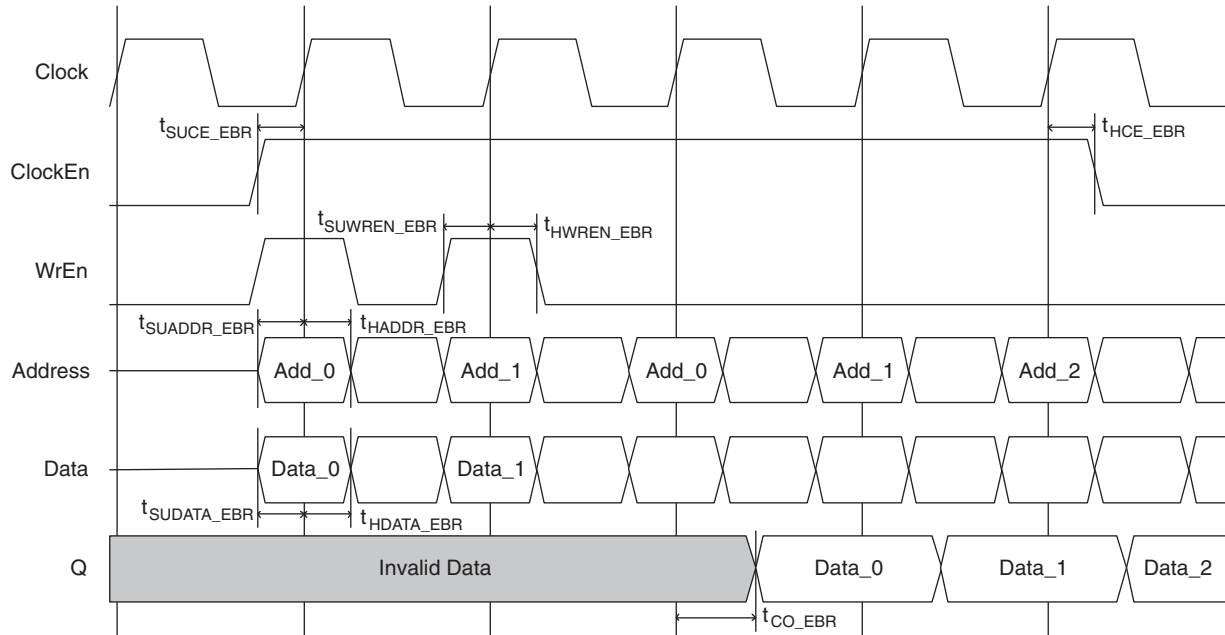 Clock
tSUCE_EBR
tHCE_EBR
ClockEn
tSUWREN_EBR
tHWREN_EBR
WrEn
tSUADDR_EBR
tHADDR_EBR
Address
Add_0
Add_1
Add_0
Add_1
Add_2
Data
Data_0
Data_1
tSUDATA_EBR
tHDATA_EBR
Q
Invalid Data
Data_0
Data_1
Data_2
tCO_EBR